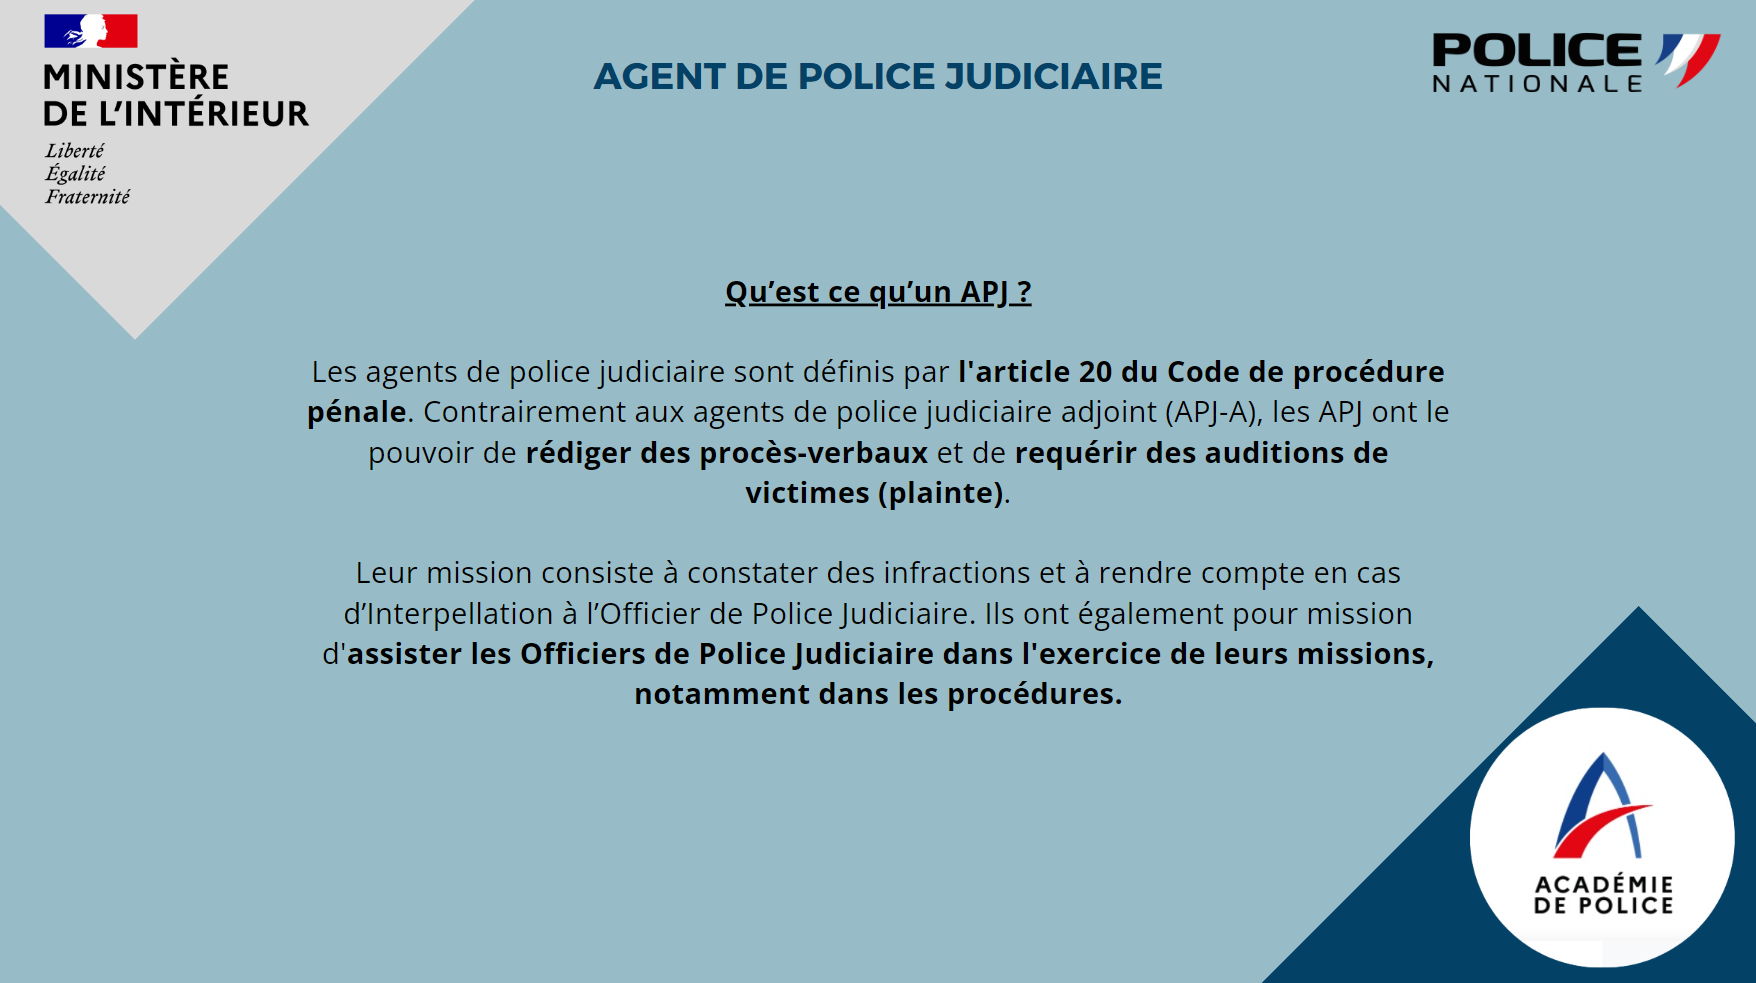 MINISTÈRE
DE L’INTÉRIEUR
Liberté
Égalité
Fraternité
AGENT DE POLICE JUDICIAIRE
POLICE
NATIONALE
Qu’est ce qu’un APJ ?
Les agents de police judiciaire sont définis par l'article 20 du Code de procédure
pénale. Contrairement aux agents de police judiciaire adjoint (APJ-A), les APJ ont le
pouvoir de rédiger des procès-verbaux et de requérir des auditions de
victimes (plainte).
Leur mission consiste à constater des infractions et à rendre compte en cas
d’Interpellation à l’Officier de Police Judiciaire. Ils ont également pour mission
d'assister les Officiers de Police Judiciaire dans l'exercice de leurs missions,
notamment dans les procédures.
ACADÉMIE
DE POLICE